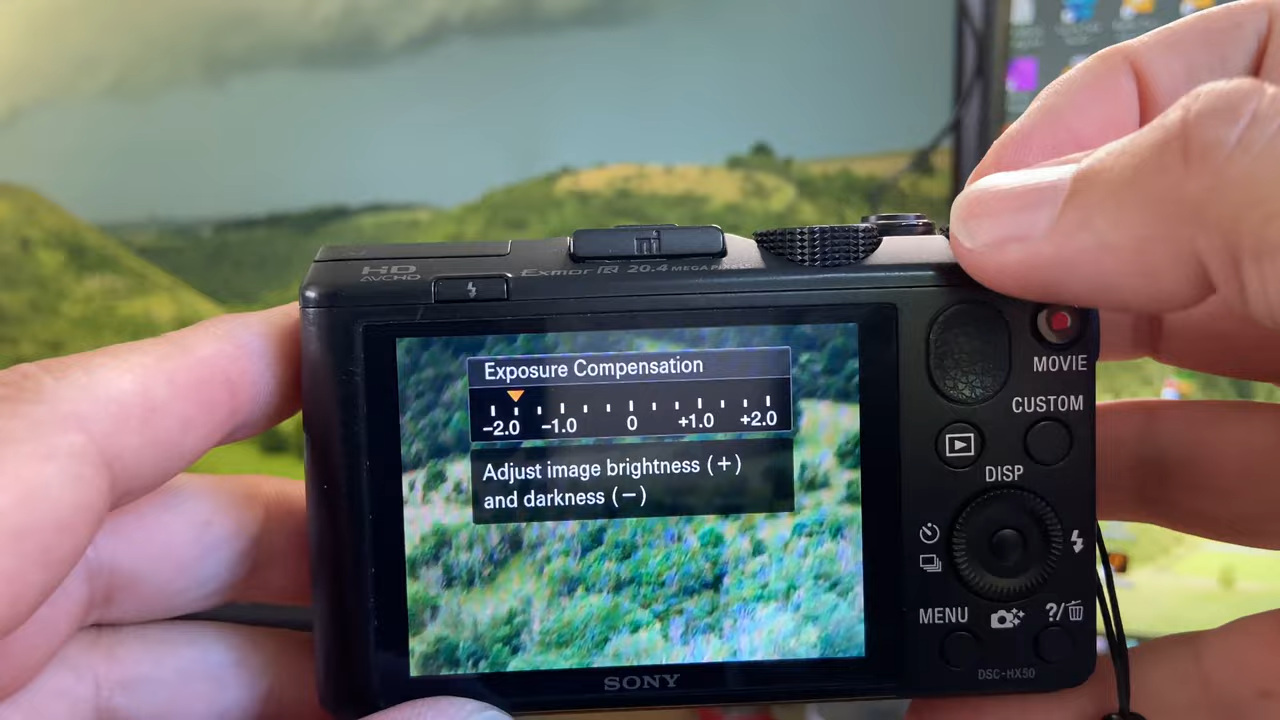 HD
AVCHD
Exmor R 20.4 MEGA PIXELS
Exposure Compensation
−2.0 −1.0 0 +1.0 +2.0
Adjust image brightness (+)
and darkness (−)
MOVIE
CUSTOM
DISP
MENU
?/
SONY
DSC-HX50